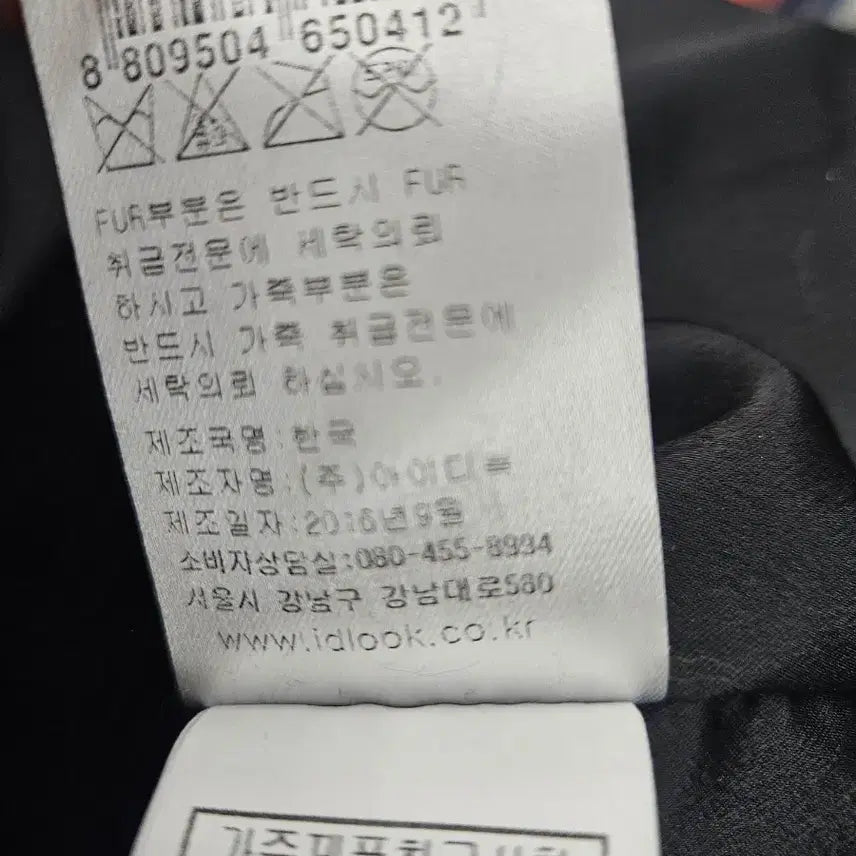 8 809504 650412
FUR부분은 반드시 FUR
취급전문에 세탁의뢰
하시고 가죽부분은
반드시 가죽 취급전문에
세탁의뢰 하십시오.
제조국명:한국
제조자명:(주)아이디룩
제조일자:2016년9월
소비자상담실:080-455-8934
서울시 강남구 강남대로580
www.idlook.co.kr